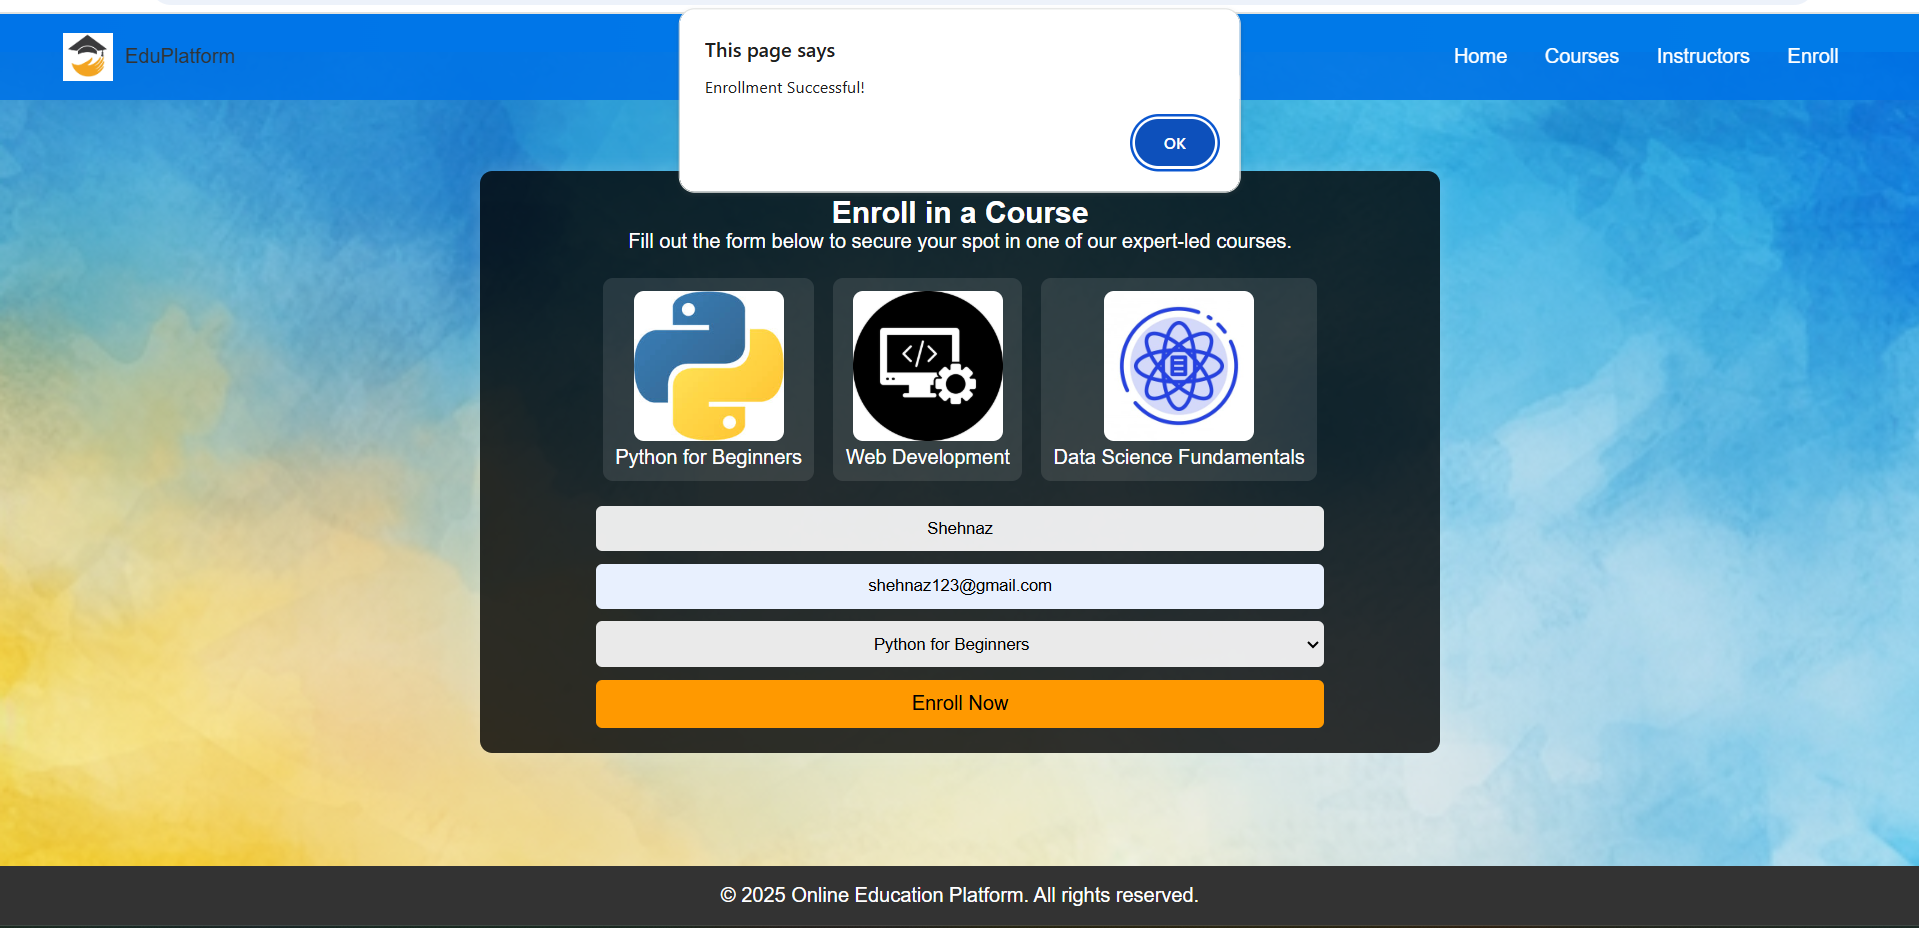 EduPlatform
Home
Courses
Instructors
Enroll
This page says
Enrollment Successful!
OK
Enroll in a Course
Fill out the form below to secure your spot in one of our expert-led courses.
Python for Beginners
Web Development
Data Science Fundamentals
Shehnaz
shehnaz123@gmail.com
Python for Beginners
Enroll Now
© 2025 Online Education Platform. All rights reserved.